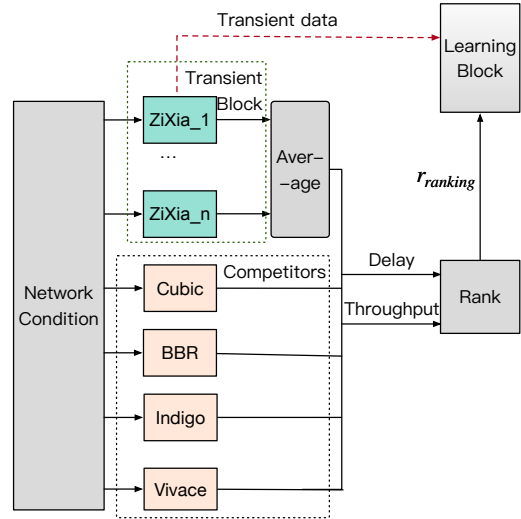 Transient data
Learning
Block
Transient
Block
ZiXia_1
...
Aver-
-age
r_ranking
ZiXia_n
Competitors
Delay
Cubic
Network
Condition
Rank
Throughput
BBR
Indigo
Vivace